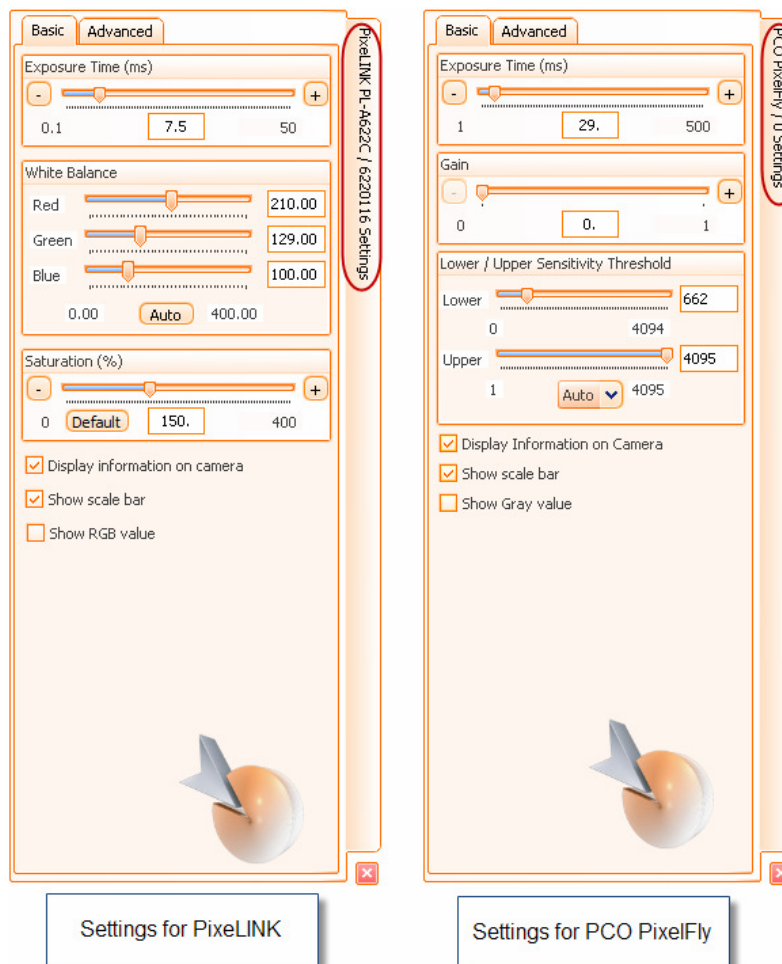 Basic Advanced
Exposure Time (ms)
- +
0.1 7.5 50
White Balance
Red 210.00
Green 129.00
Blue 100.00
0.00 Auto 400.00
Saturation (%)
- +
0 Default 150. 400
Display information on camera
Show scale bar
Show RGB value
PixeLINK PL-A622C / 6220116 Settings
Settings for PixeLINK
Basic Advanced
Exposure Time (ms)
- +
1 29. 500
Gain
- +
0 0. 1
Lower / Upper Sensitivity Threshold
Lower 662
0 4094
Upper 4095
1 Auto 4095
Display Information on Camera
Show scale bar
Show Gray value
PCO PixelFly / 0 Settings
Settings for PCO PixelFly